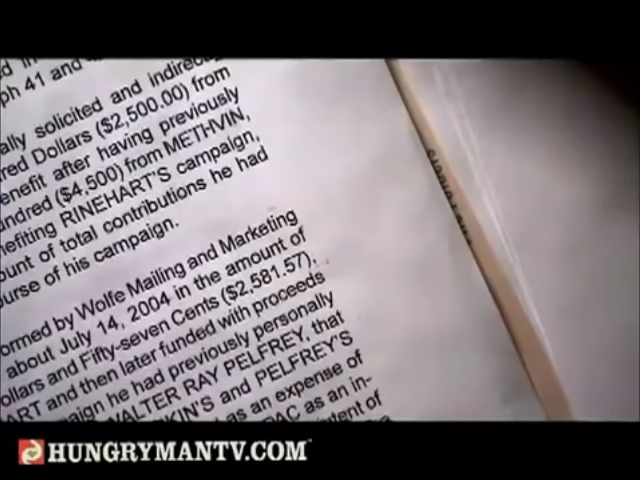 ph 41 and
ally solicited and indirectly
red Dollars ($2,500.00) from
enefit after having previously
undred ($4,500) from METHVIN,
nefiting RINEHART'S campaign,
ount of total contributions he had
ourse of his campaign.
ormed by Wolfe Mailing and Marketing
about July 14, 2004 in the amount of
ollars and Fifty-seven Cents ($2,581.57),
ART and then later funded with proceeds
paign he had previously personally
WALTER RAY PELFREY, that
KIN'S and PELFREY'S
as an expense of
PAC as an in-
intent of
HUNGRYMANTV.COM